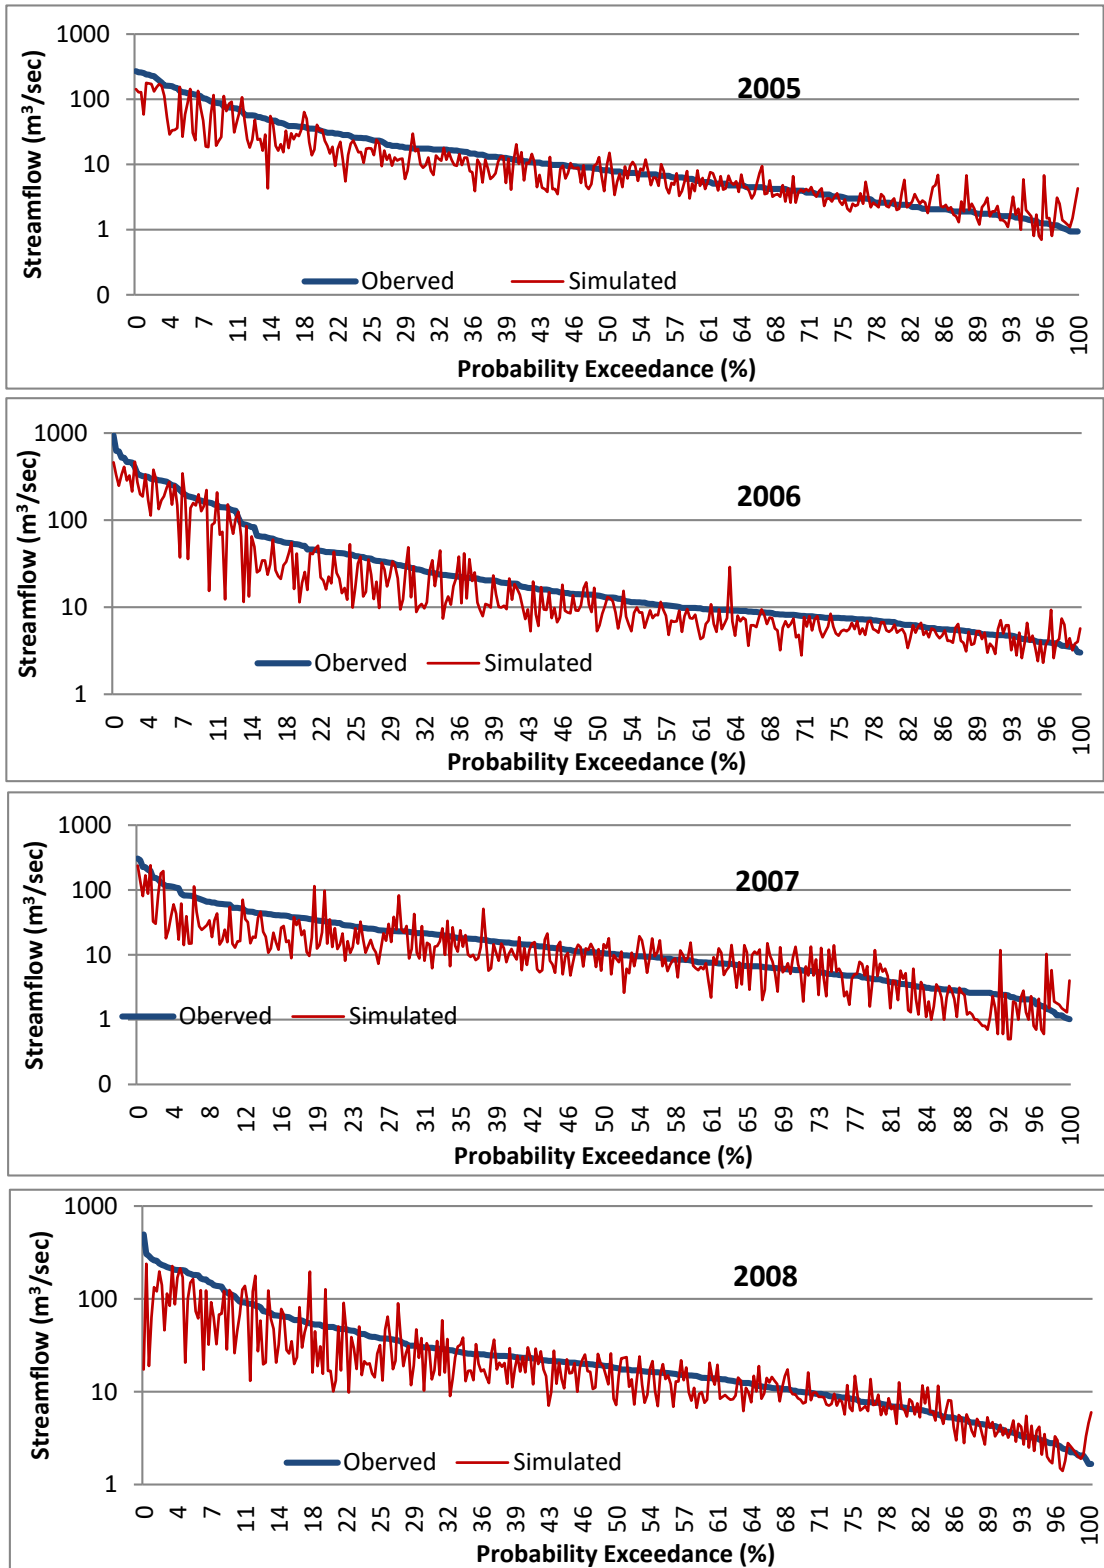 1000
100
10
1
0
Streamflow (m³/sec)
2005
Oberved
Simulated
0 4 7 11 14 18 22 25 29 32 36 39 43 46 50 54 57 61 64 68 71 75 78 82 86 89 93 96 100
Probability Exceedance (%)
1000
100
10
1
Streamflow (m³/sec)
2006
Oberved
Simulated
0 4 7 11 14 18 22 25 29 32 36 39 43 46 50 54 57 61 64 68 71 75 78 82 86 89 93 96 100
Probability Exceedance (%)
1000
100
10
1
0
Streamflow (m³/sec)
2007
Oberved
Simulated
0 4 8 12 16 19 23 27 31 35 39 42 46 50 54 58 61 65 69 73 77 80 84 88 92 96 100
Probability Exceedance (%)
1000
100
10
1
Streamflow (m³/sec)
2008
Oberved
Simulated
0 4 7 11 14 18 22 25 29 32 36 39 43 46 50 54 57 61 64 68 71 75 78 82 86 89 93 96 100
Probability Exceedance (%)